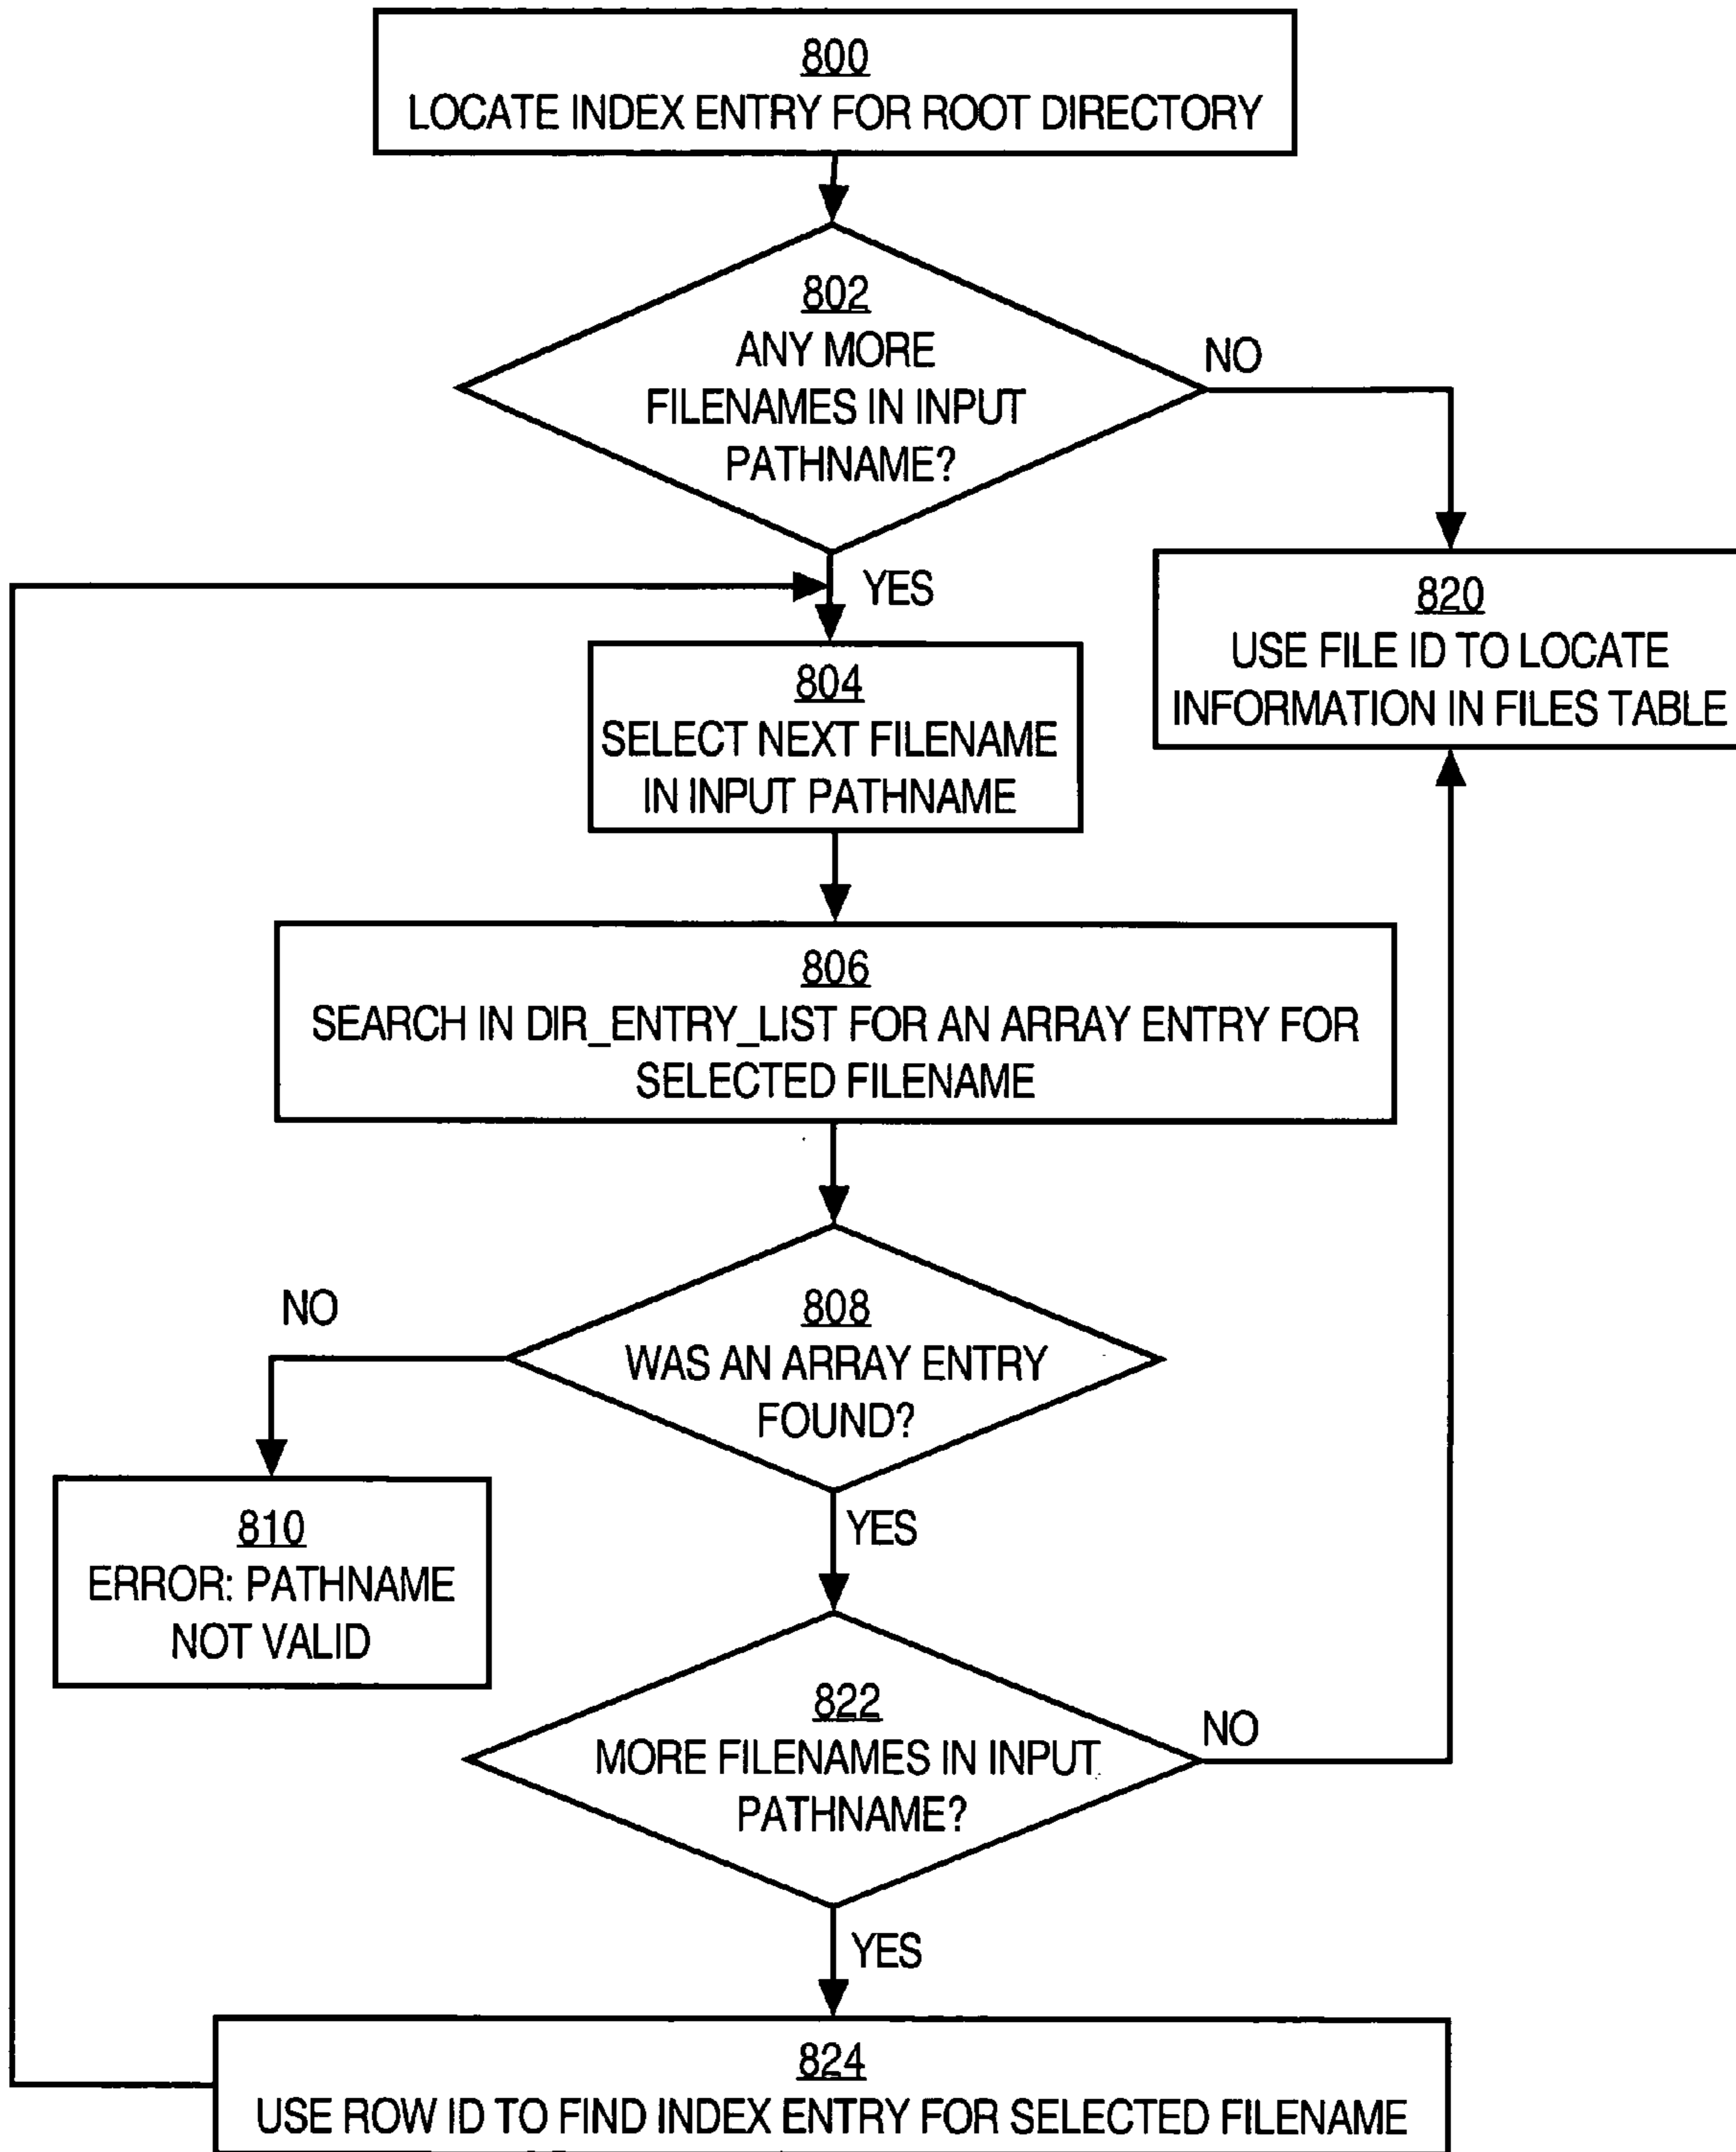 800
LOCATE INDEX ENTRY FOR ROOT DIRECTORY
802
ANY MORE
FILENAMES IN INPUT
PATHNAME?
NO
YES
820
USE FILE ID TO LOCATE
INFORMATION IN FILES TABLE
804
SELECT NEXT FILENAME
IN INPUT PATHNAME
806
SEARCH IN DIR_ENTRY_LIST FOR AN ARRAY ENTRY FOR
SELECTED FILENAME
808
WAS AN ARRAY ENTRY
FOUND?
NO
YES
810
ERROR: PATHNAME
NOT VALID
822
MORE FILENAMES IN INPUT
PATHNAME?
NO
YES
824
USE ROW ID TO FIND INDEX ENTRY FOR SELECTED FILENAME